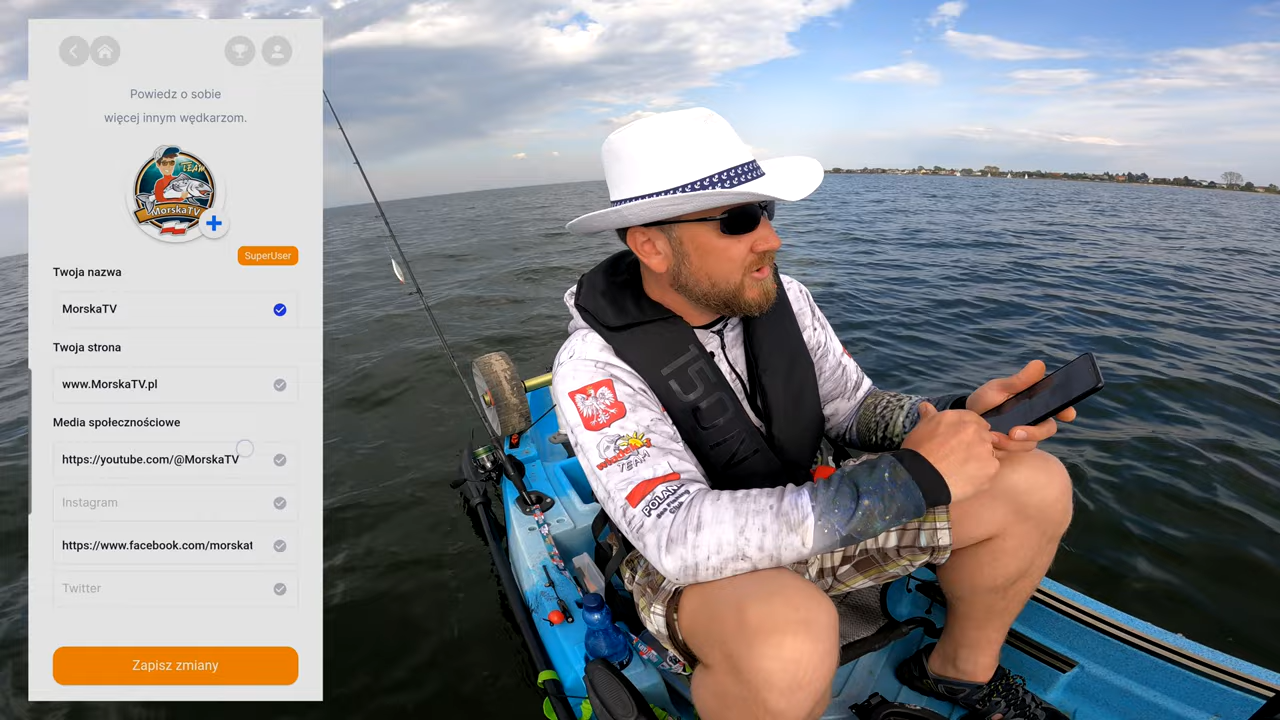 Powiedz o sobie
więcej innym wędkarzom.
TEAM
MorskaTV
SuperUser
Twoja nazwa
MorskaTV
Twoja strona
www.MorskaTV.pl
Media społecznościowe
https://youtube.com/@MorskaTV
Instagram
https://www.facebook.com/morskat
Twitter
Zapisz zmiany
150N
TEAM
POLAND